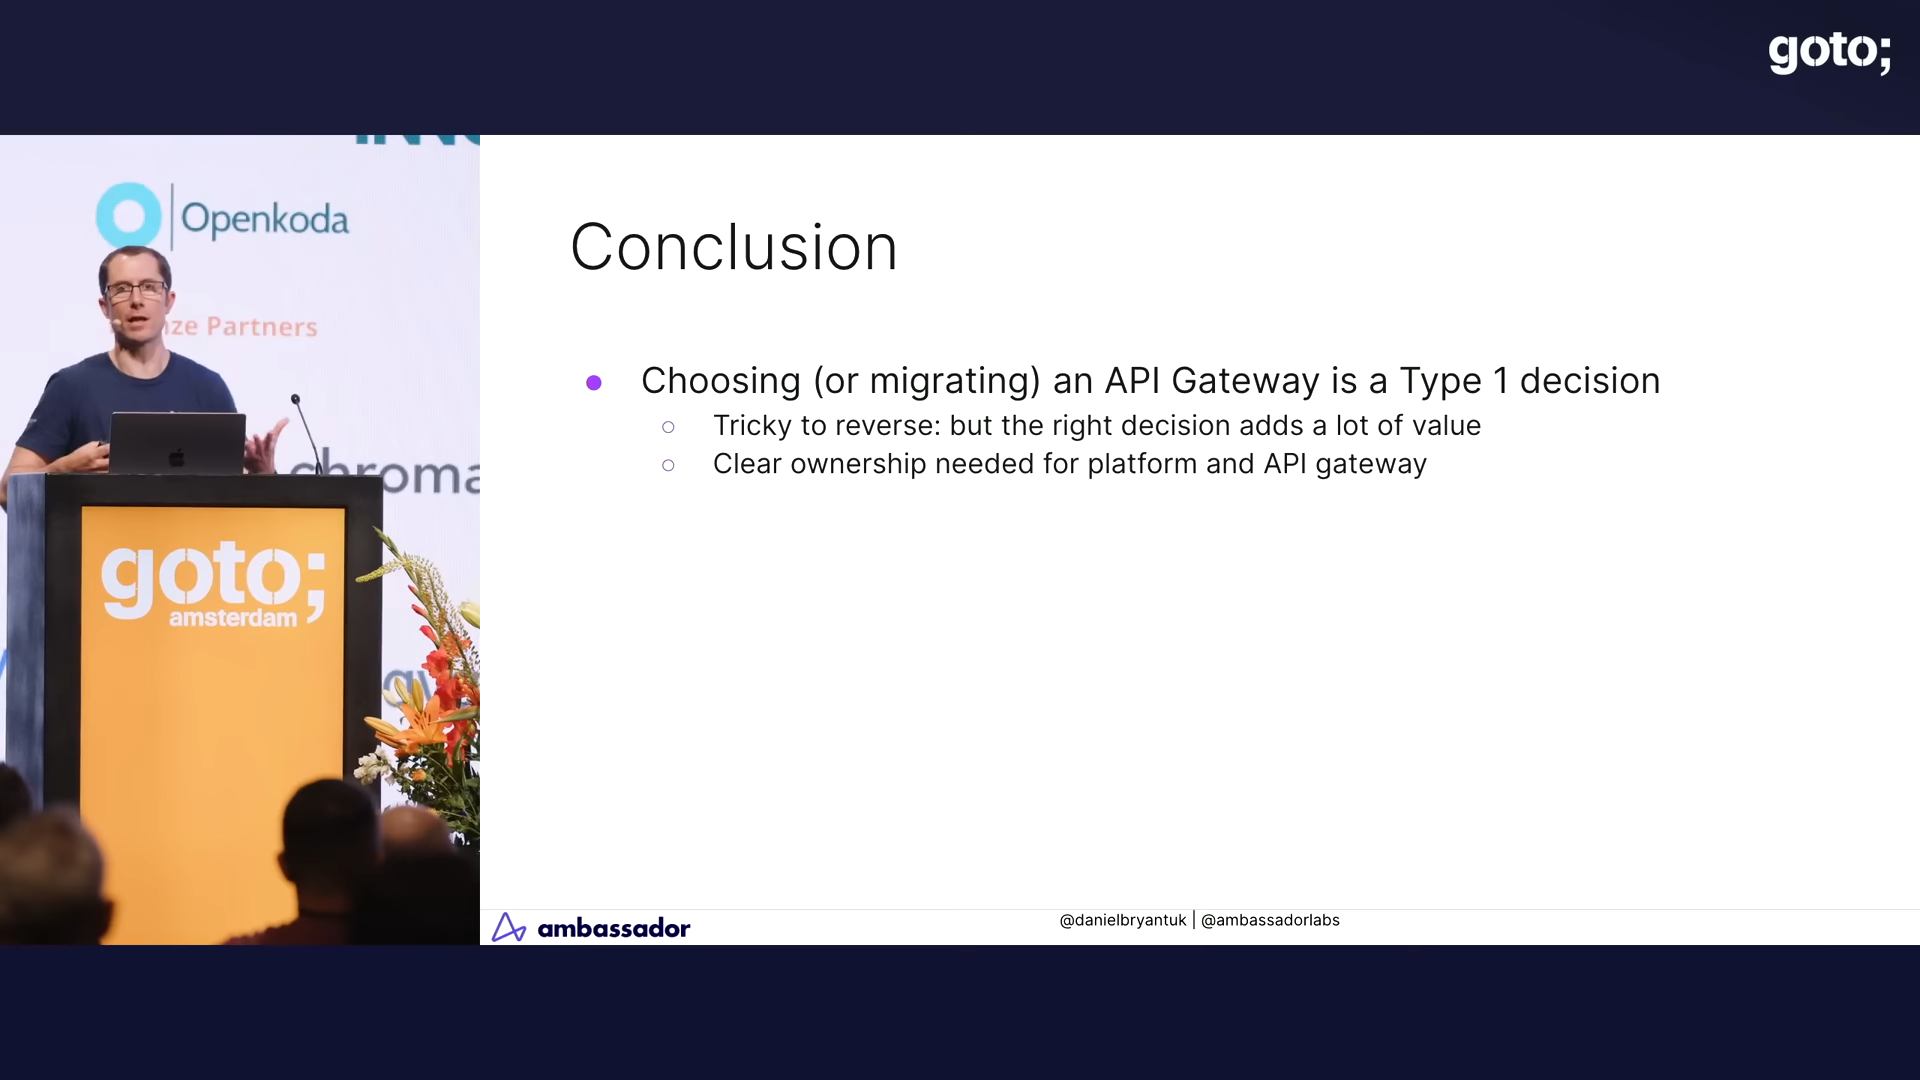 goto;
Openkoda
Partners
goto;
amsterdam
Conclusion
Choosing (or migrating) an API Gateway is a Type 1 decision
Tricky to reverse: but the right decision adds a lot of value
Clear ownership needed for platform and API gateway
ambassador
@danielbryantuk | @ambassadorlabs